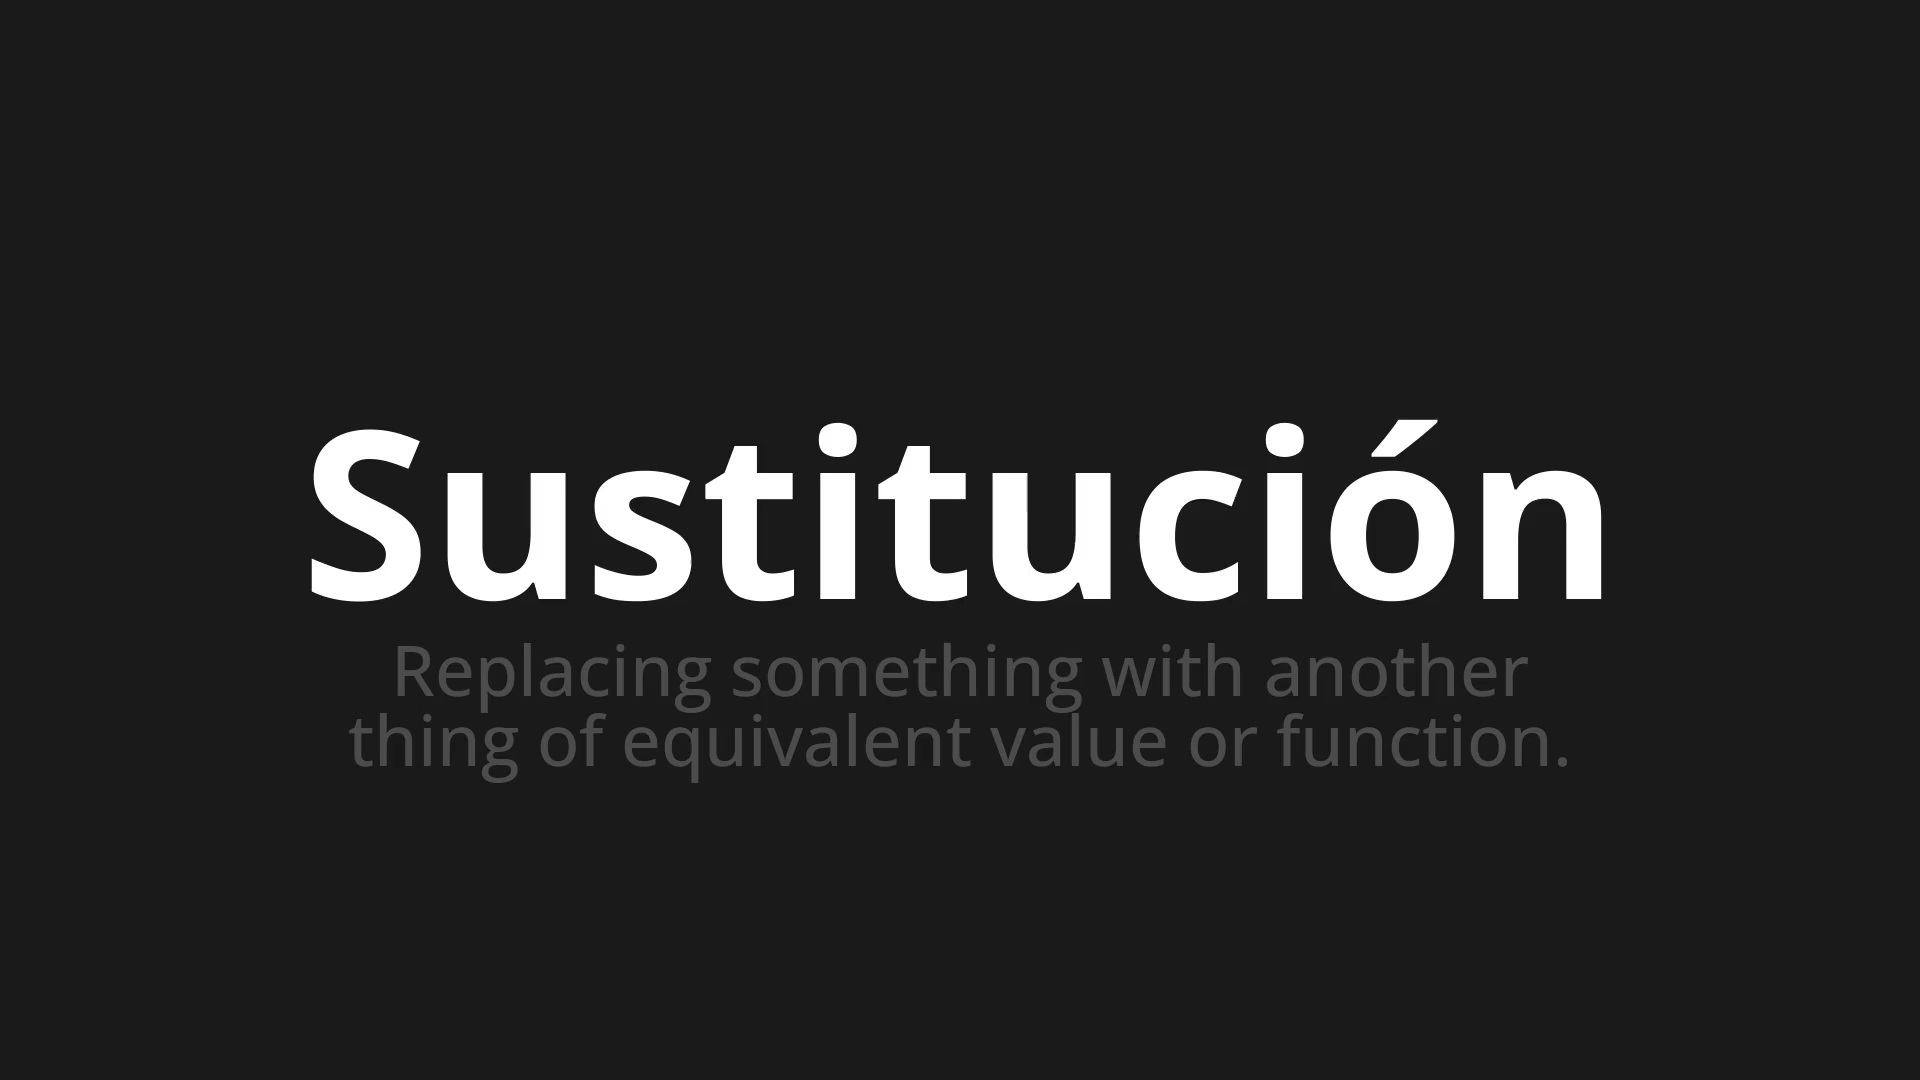 Sustitución
Replacing something with another
thing of equivalent value or function.